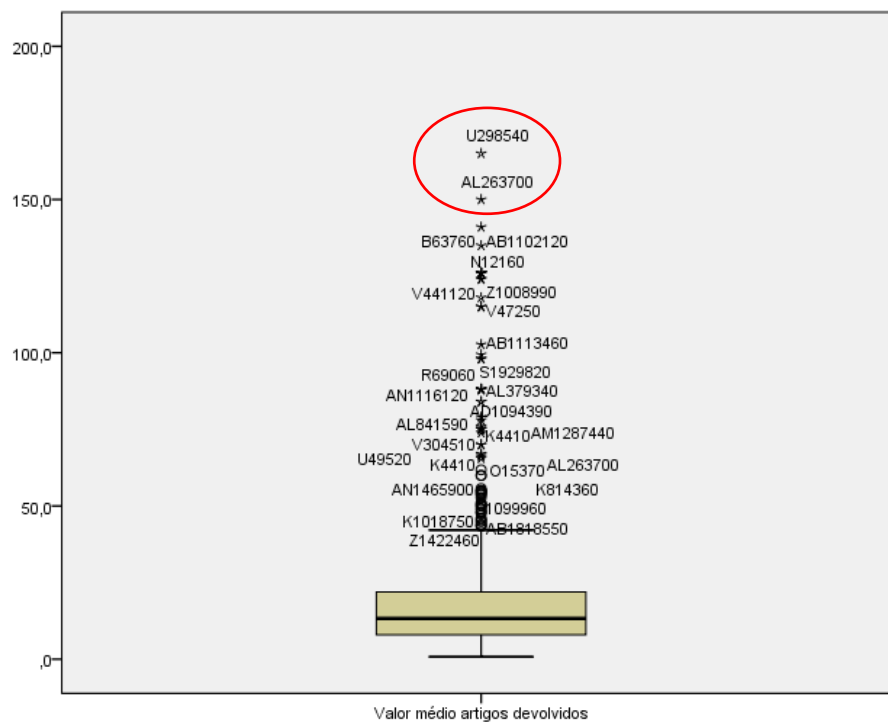 200,0
U298540
AL263700
150,0
B63760 AB1102120
N12160
V441120 Z1008990
V47250
100,0
AB1113460
R69060 S1929820
AN1116120 AL379340
AD1094390
AL841590 K4410 AM1287440
V304510
U49520 K4410 O15370 AL263700
AN1465900 K814360
50,0
1099960
K1018750 AB1818550
Z1422460
,0
Valor médio artigos devolvidos